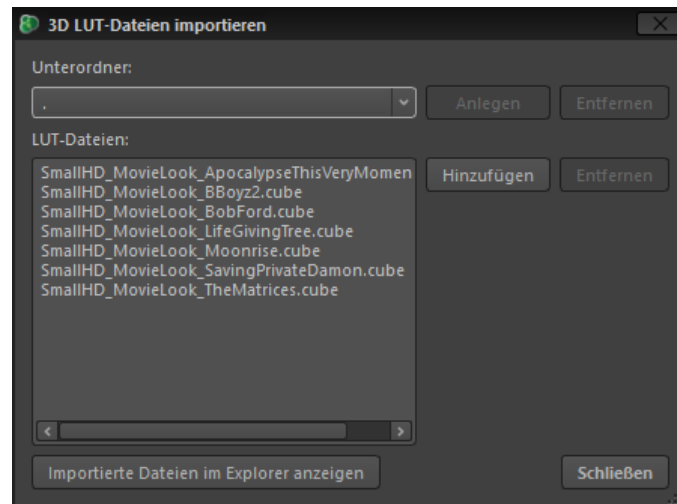 3D LUT-Dateien importieren
Unterordner:
.
Anlegen
Entfernen
LUT-Dateien:
SmallHD_MovieLook_ApocalypseThisVeryMomen
SmallHD_MovieLook_BBoyz2.cube
SmallHD_MovieLook_BobFord.cube
SmallHD_MovieLook_LifeGivingTree.cube
SmallHD_MovieLook_Moonrise.cube
SmallHD_MovieLook_SavingPrivateDamon.cube
SmallHD_MovieLook_TheMatrices.cube
Hinzufügen
Entfernen
Importierte Dateien im Explorer anzeigen
Schließen